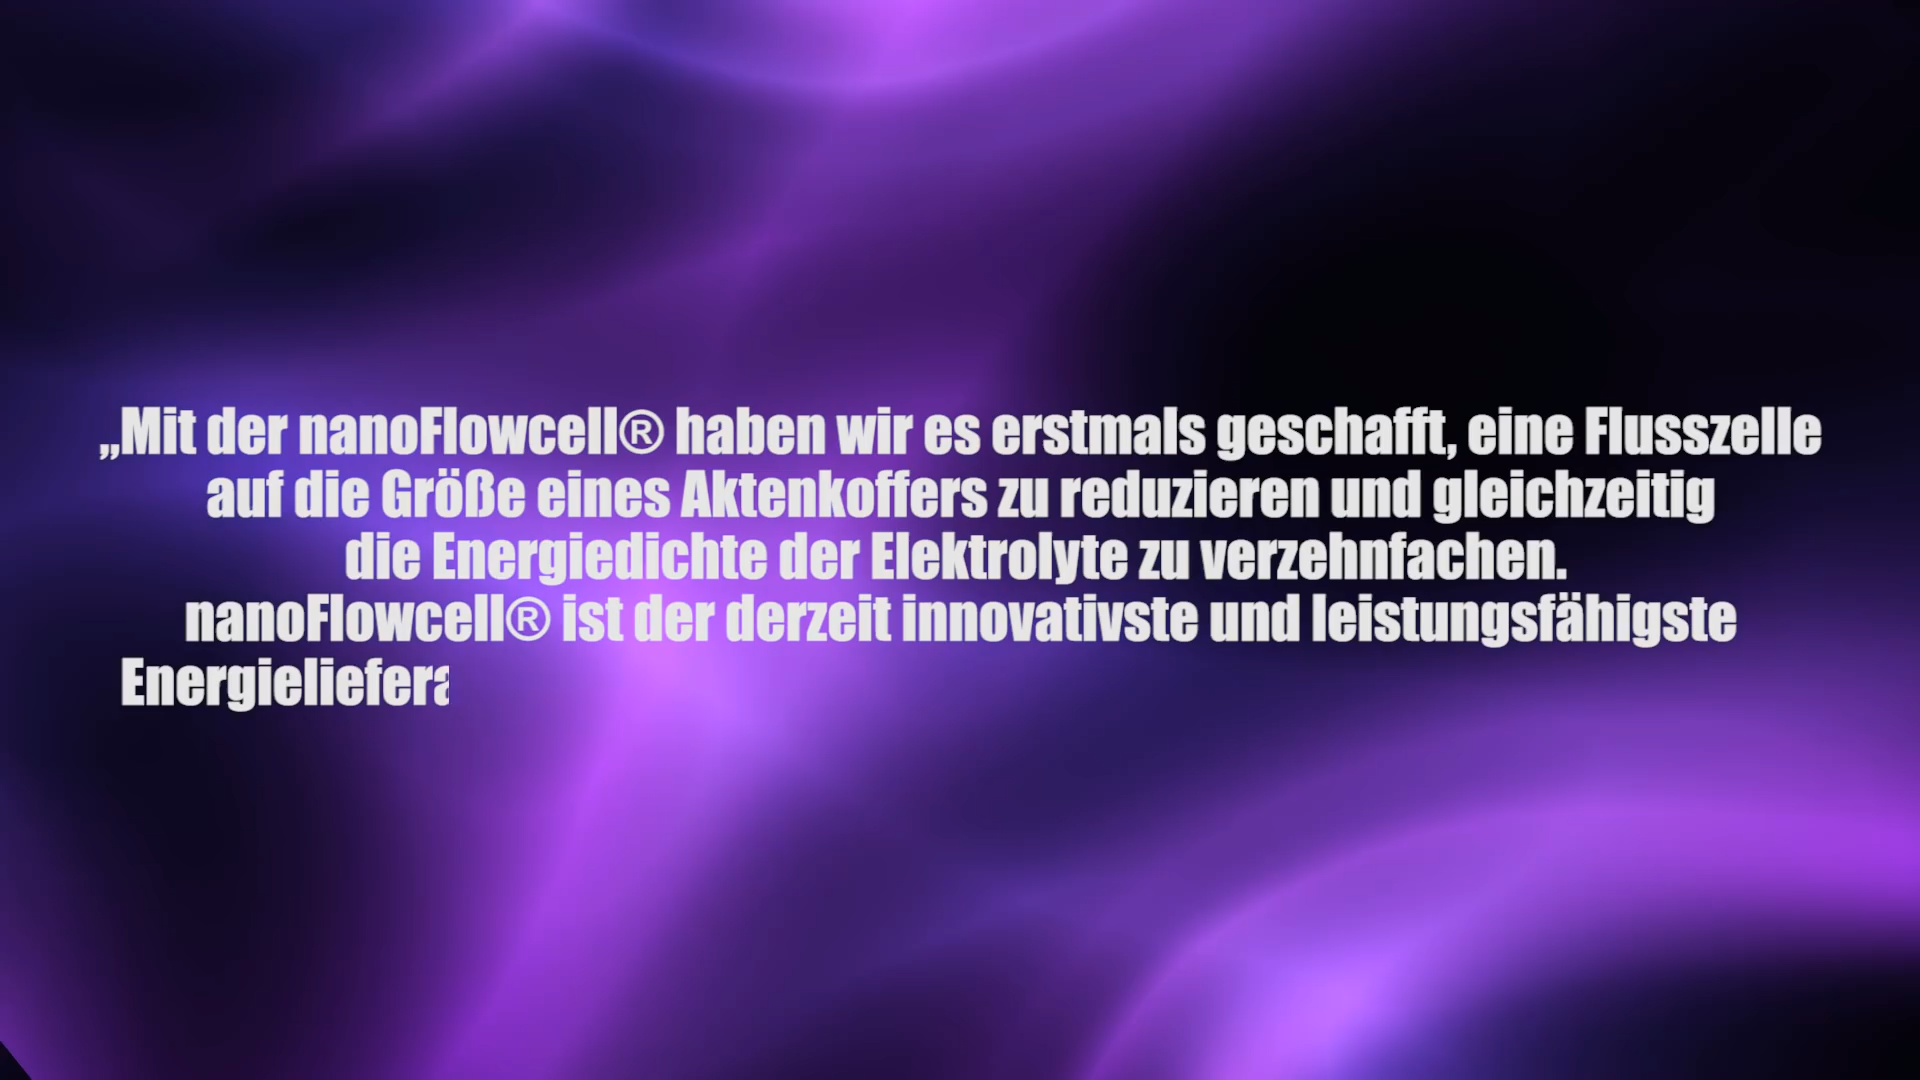 „Mit der nanoFlowcell® haben wir es erstmals geschafft, eine Flusszelle
auf die Größe eines Aktenkoffers zu reduzieren und gleichzeitig
die Energiedichte der Elektrolyte zu verzehnfachen.
nanoFlowcell® ist der derzeit innovativste und leistungsfähigste